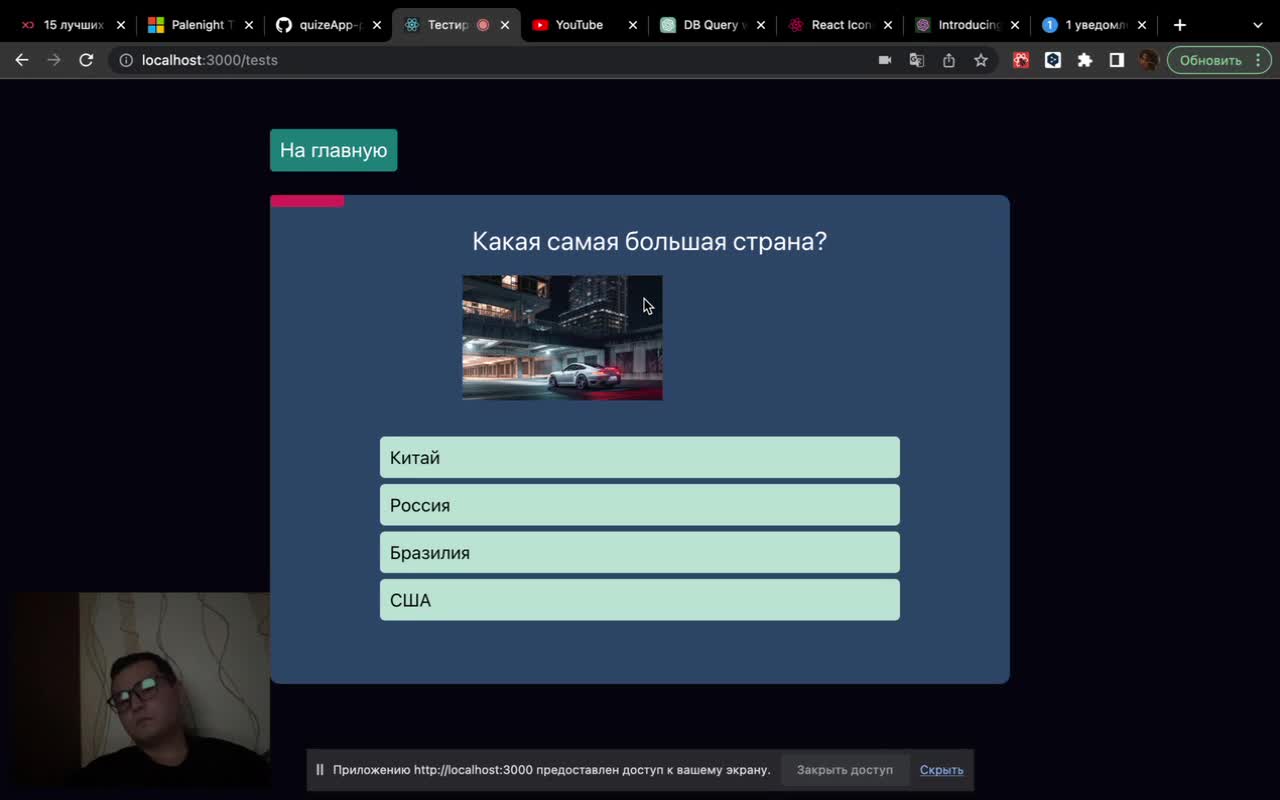 15 лучших
Palenight T
quizeApp-
Тестир
YouTube
DB Query
React Icon
Introducing
1 уведомл
localhost:3000/tests
Обновить
На главную
Какая самая большая страна?
Китай
Россия
Бразилия
США
Приложению http://localhost:3000 предоставлен доступ к вашему экрану.
Закрыть доступ
Скрыть